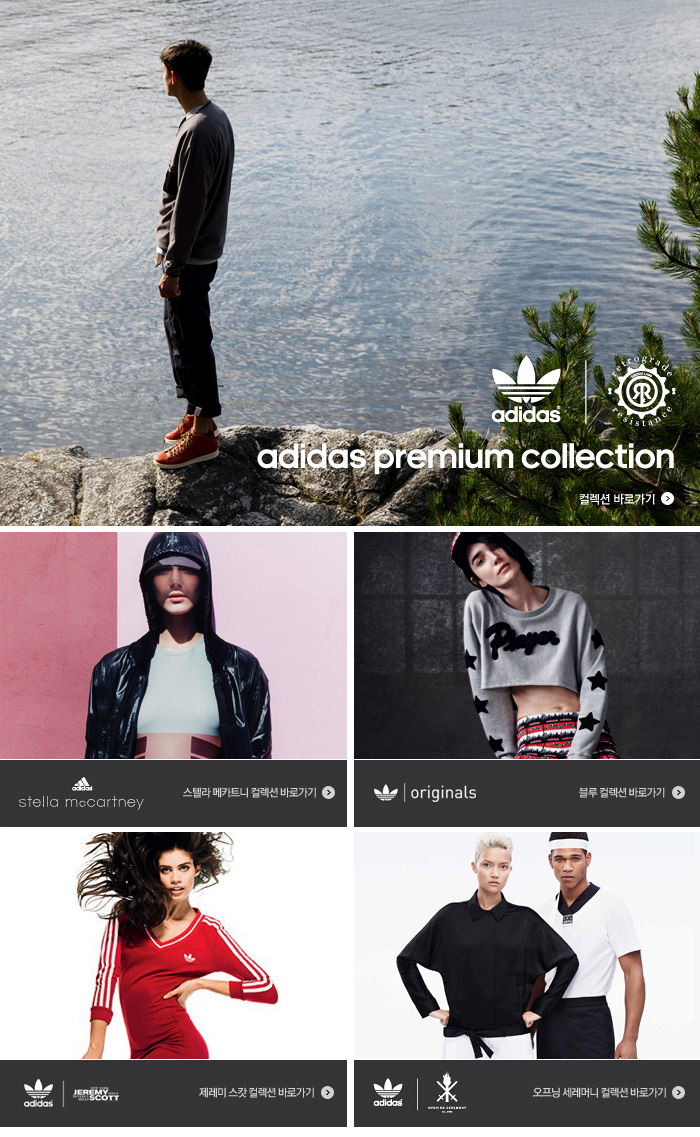 adidas
retrograde
RR
resistance
adidas premium collection
컬렉션 바로가기
Player
adidas
stella mccartney
스텔라 메카트니 컬렉션 바로가기
originals
블루 컬렉션 바로가기
adidas
JEREMY
SCOTT
제레미 스캇 컬렉션 바로가기
adidas
OPENING CEREMONY
오프닝 세레머니 컬렉션 바로가기